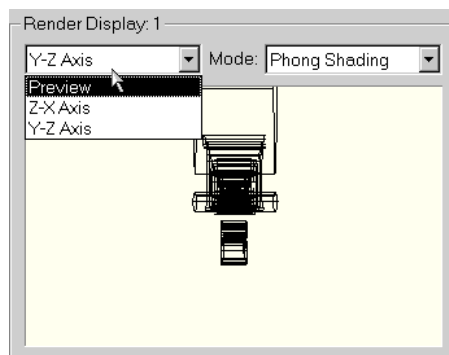 Render Display: 1
Y-Z Axis Mode: Phong Shading
Preview
Z-X Axis
Y-Z Axis